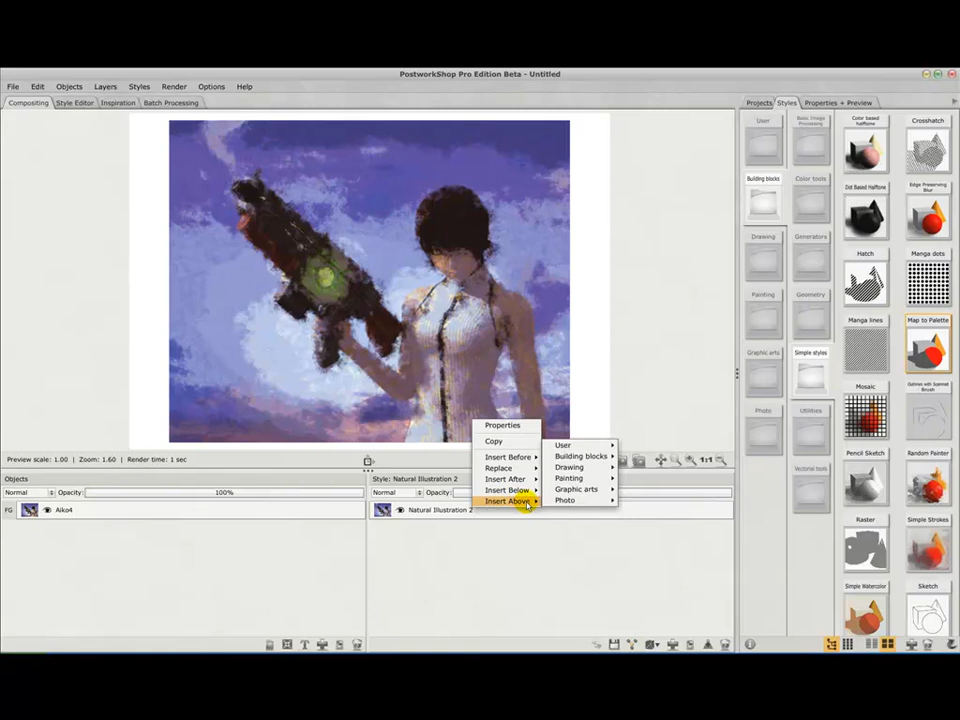 PostworkShop Pro Edition Beta - Untitled
File Edit Objects Layers Styles Render Options Help
Compositing Style Editor Inspiration Batch Processing
Projects Styles Properties + Preview
User
Basic Image Processing
Color based halftone
Crosshatch
Building blocks
Color tools
Dot Based Halftone
Edge Preserving Blur
Drawing
Generators
Hatch
Manga dots
Painting
Geometry
Manga lines
Map to Palette
Graphic arts
Simple styles
Mosaic
Outlines with Spannet Brush
Photo
Utilities
Pencil Sketch
Random Painter
Vectorial tools
Raster
Simple Strokes
Simple Watercolor
Sketch
Properties
Copy
Insert Before
Replace
Insert After
Insert Below
Insert Above
User
Building blocks
Drawing
Painting
Graphic arts
Photo
Preview scale: 1.00 | Zoom: 1.60 | Render time: 1 sec
1:1
Objects
Normal Opacity: 100%
FG Aiko4
Style: Natural Illustration 2
Normal Opacity:
Natural Illustration 2